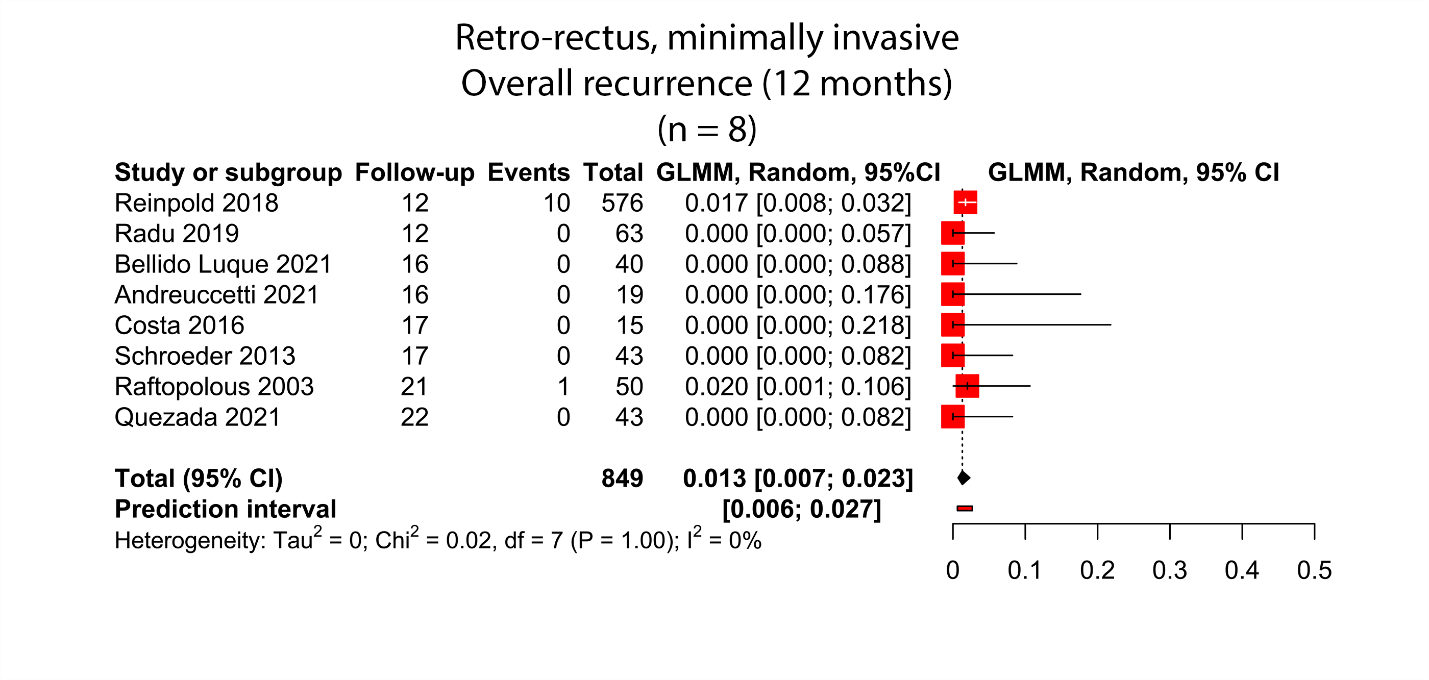 Retro-rectus, minimally invasive
Overall recurrence (12 months)
(n = 8)
Study or subgroup Follow-up Events Total GLMM, Random, 95%CI GLMM, Random, 95% CI
Reinpold 2018 12 10 576 0.017 [0.008; 0.032]
Radu 2019 12 0 63 0.000 [0.000; 0.057]
Bellido Luque 2021 16 0 40 0.000 [0.000; 0.088]
Andreuccetti 2021 16 0 19 0.000 [0.000; 0.176]
Costa 2016 17 0 15 0.000 [0.000; 0.218]
Schroeder 2013 17 0 43 0.000 [0.000; 0.082]
Raftopolous 2003 21 1 50 0.020 [0.001; 0.106]
Quezada 2021 22 0 43 0.000 [0.000; 0.082]
Total (95% CI) 849 0.013 [0.007; 0.023]
Prediction interval [0.006; 0.027]
Heterogeneity: Tau² = 0; Chi² = 0.02, df = 7 (P = 1.00); I² = 0%
0 0.1 0.2 0.3 0.4 0.5